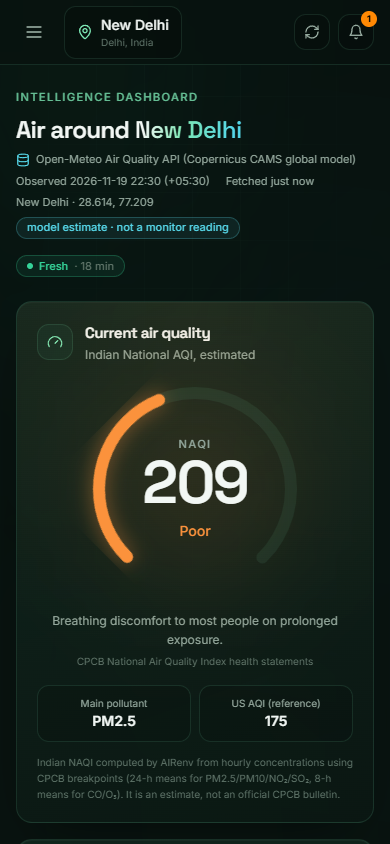 New Delhi
Delhi, India
1
INTELLIGENCE DASHBOARD
Air around New Delhi
Open-Meteo Air Quality API (Copernicus CAMS global model)
Observed 2026-11-19 22:30 (+05:30) Fetched just now
New Delhi · 28.614, 77.209
model estimate · not a monitor reading
Fresh · 18 min
Current air quality
Indian National AQI, estimated
NAQI
209
Poor
Breathing discomfort to most people on prolonged
exposure.
CPCB National Air Quality Index health statements
Main pollutant
PM2.5
US AQI (reference)
175
Indian NAQI computed by AIRenv from hourly concentrations using
CPCB breakpoints (24-h means for PM2.5/PM10/NO₂/SO₂, 8-h
means for CO/O₃). It is an estimate, not an official CPCB bulletin.